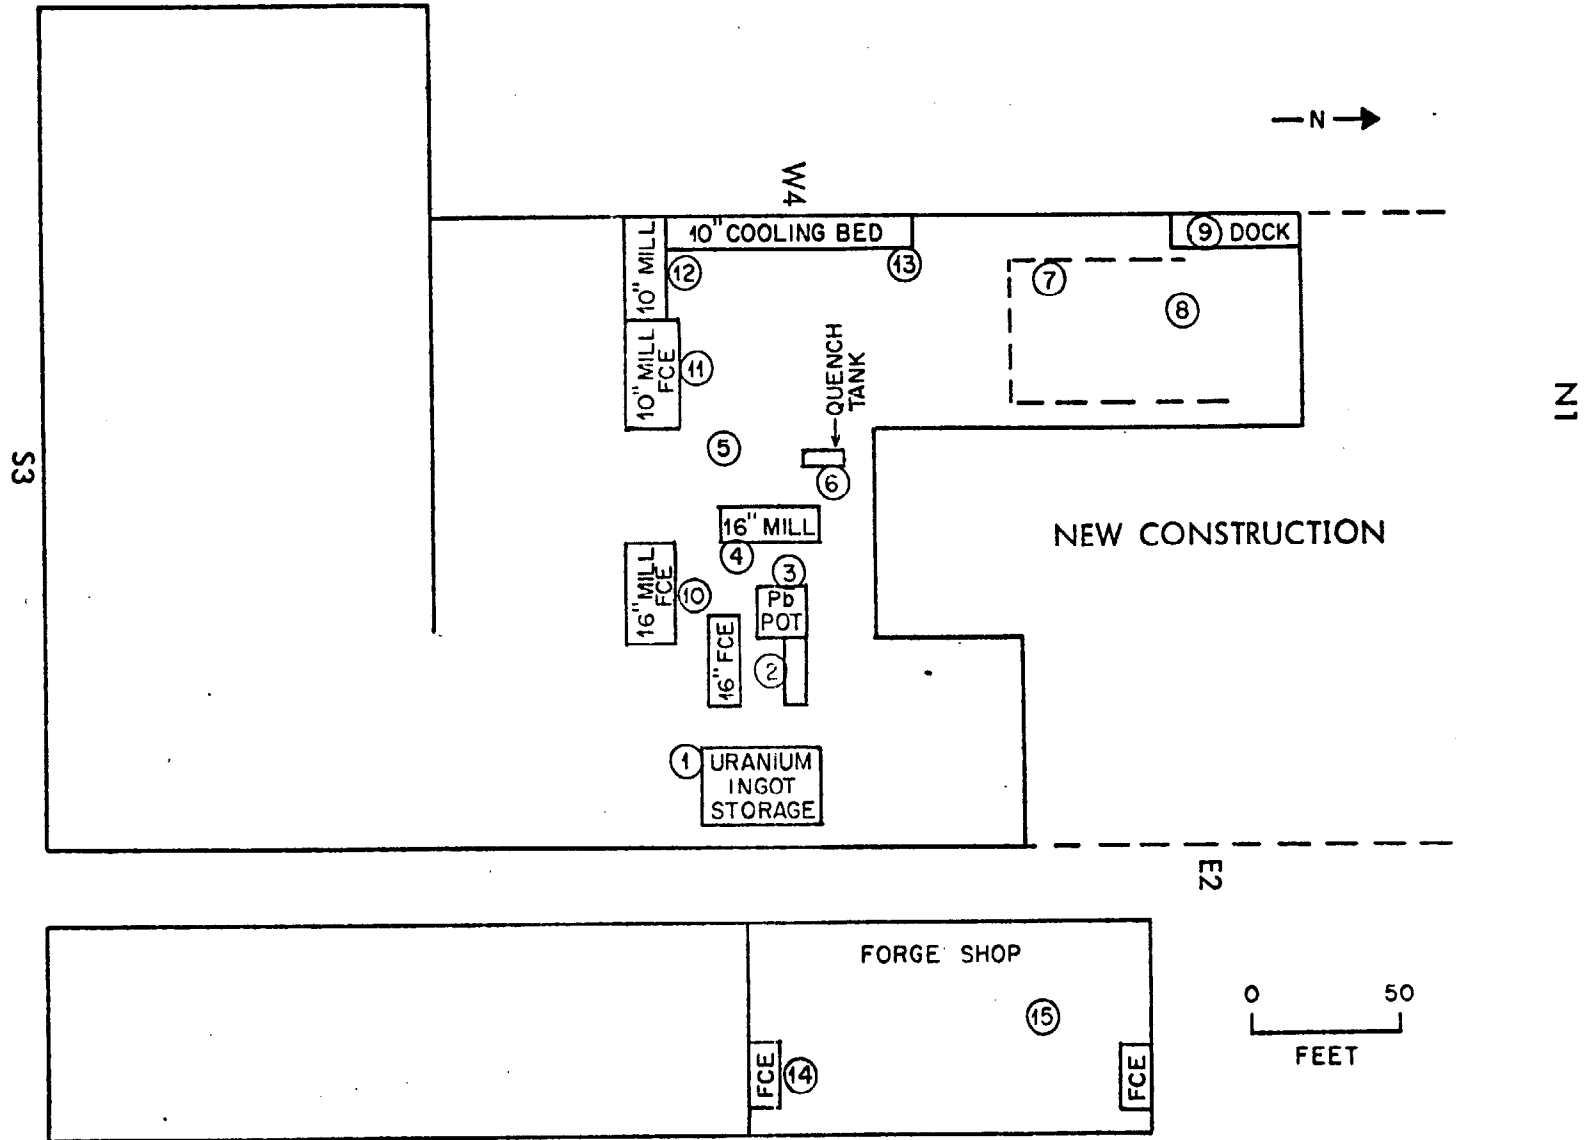 N
W4
10" COOLING BED
9 DOCK
10" MILL
12
13
7
8
10" MILL
FCE
11
QUENCH
TANK
N1
5
6
S3
16" MILL
NEW CONSTRUCTION
4
3
16" MILL
FCE
10
Pb
POT
16" FCE
2
1
URANIUM
INGOT
STORAGE
E2
FORGE SHOP
0 50
15
FEET
FCE
14
FCE